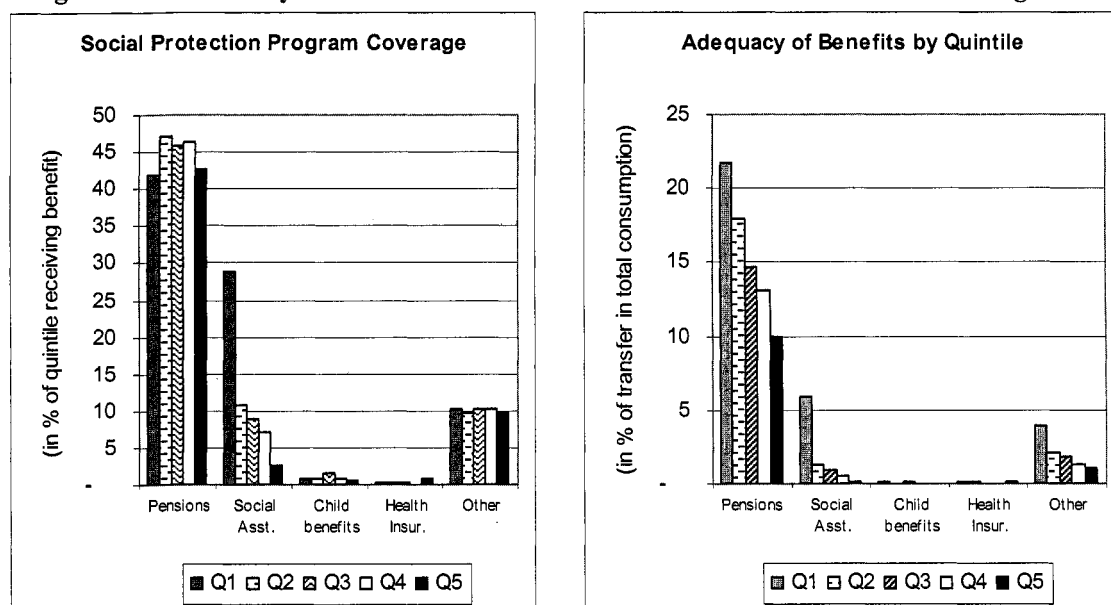 Social Protection Program Coverage
(in % of quintile receiving benefit)
50
45
40
35
30
25
20
15
10
5
-
Pensions Social Asst. Child benefits Health Insur. Other
Q1 Q2 Q3 Q4 Q5
Adequacy of Benefits by Quintile
(in % of transfer in total consumption)
25
20
15
10
5
-
Pensions Social Asst. Child benefits Health Insur. Other
Q1 Q2 Q3 Q4 Q5